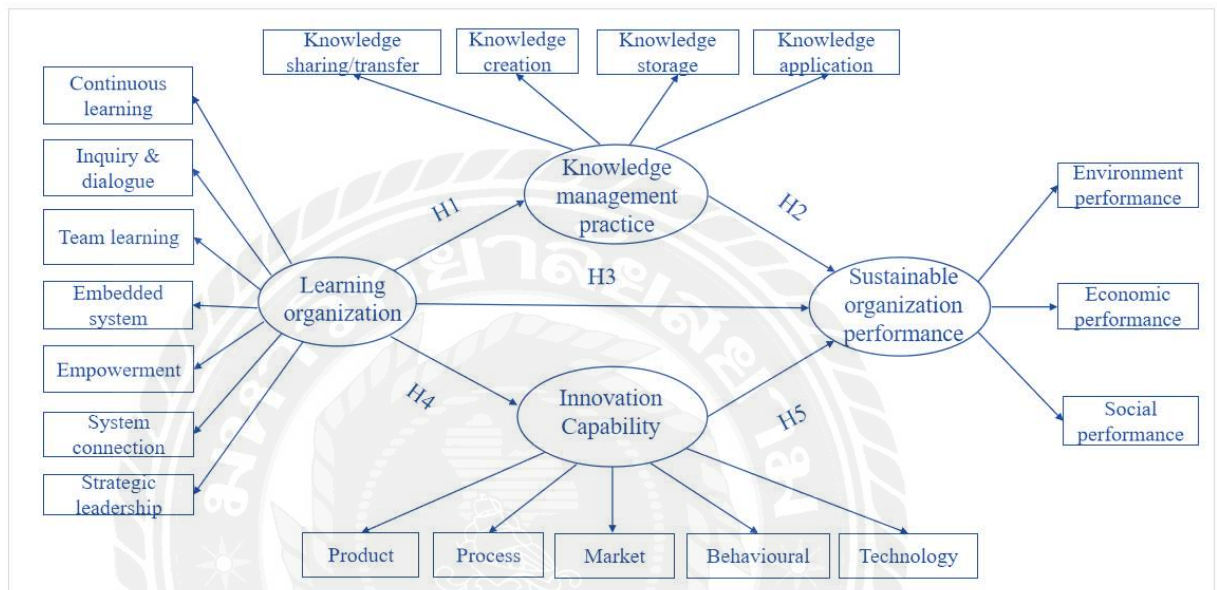 Knowledge
sharing/transfer
Knowledge
creation
Knowledge
storage
Knowledge
application
Continuous
learning
Inquiry &
dialogue
Team learning
Embedded
system
Empowerment
System
connection
Strategic
leadership
Learning
organization
H1
Knowledge
management
practice
H2
H3
H4
Innovation
Capability
H5
Sustainable
organization
performance
Environment
performance
Economic
performance
Social
performance
Product
Process
Market
Behavioural
Technology